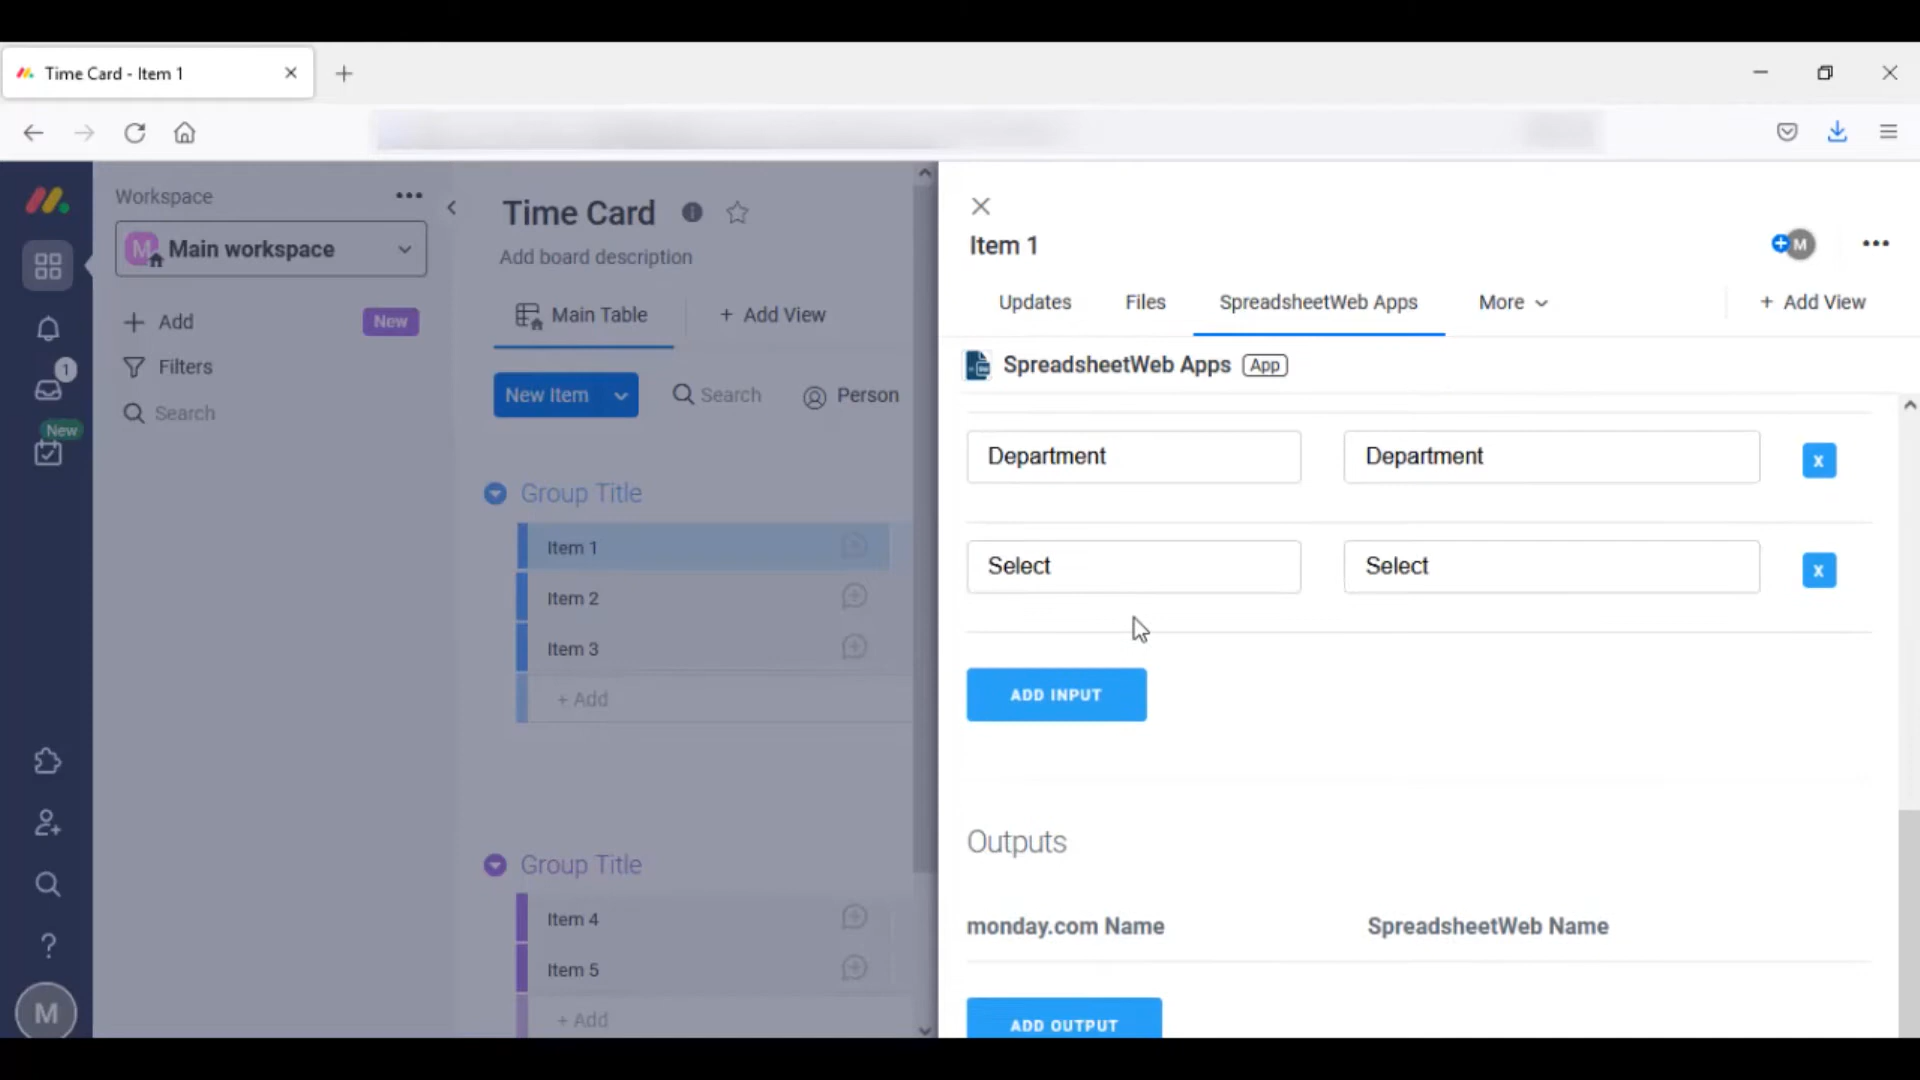 Time Card - Item 1
Workspace
M Main workspace
Add New
Filters
Search
1
New
M
Time Card
Add board description
Main Table + Add View
New Item Search Person
Group Title
Item 1
Item 2
Item 3
+ Add
Group Title
Item 4
Item 5
+ Add
Item 1
M
Updates Files SpreadsheetWeb Apps More + Add View
SpreadsheetWeb Apps App
Department Department x
Select Select x
ADD INPUT
Outputs
monday.com Name SpreadsheetWeb Name
ADD OUTPUT